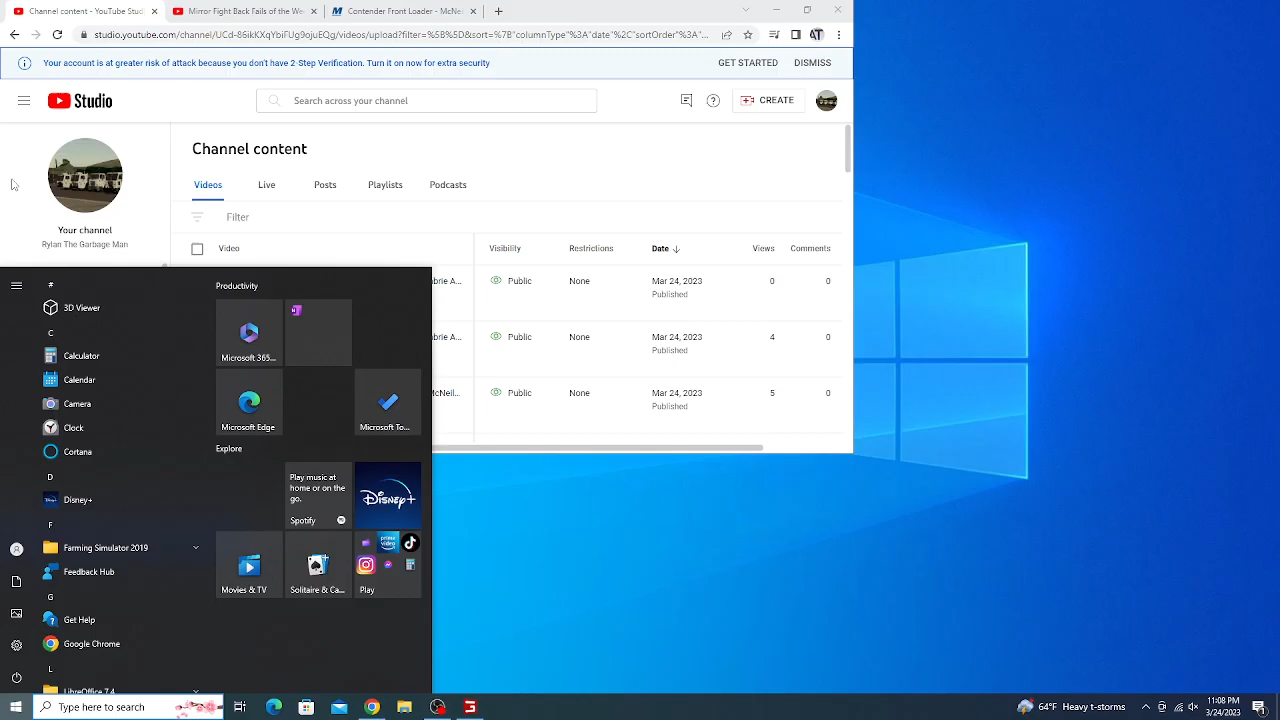 Channel content - YouTube Studi
Mirror Fight Back Fails of the We
Contender Front Loader - McNei
studio.youtube.com/channel/UCd-85ikKXqYbiFUg9ojuEQg/videos/upload?filter=%5B%5D&sort=%7B"columnType"%3A"date"%2C"sortOrder"%3A"...
Your account is at greater risk of attack because you don't have 2-Step Verification. Turn it on now for extra security
GET STARTED
DISMISS
Studio
Search across your channel
CREATE
Channel content
Videos
Live
Posts
Playlists
Podcasts
Filter
Your channel
Rylan The Garbage Man
Video
Visibility
Restrictions
Date
Views
Comments
brie A...
Public
None
Mar 24, 2023
0
0
Published
brie A...
Public
None
Mar 24, 2023
4
0
Published
McNeil...
Public
None
Mar 24, 2023
5
0
Published
#
3D Viewer
C
Calculator
Calendar
Camera
Clock
Cortana
D
Disney+
F
Farming Simulator 2019
Feedback Hub
G
Get Help
Google Chrome
L
LibreOffice 7.4
Productivity
Microsoft 365...
Microsoft Edge
Microsoft To...
Explore
Play music at
home or on the
go.
Spotify
Disney+
Movies & TV
Solitaire & Ca...
prime
video
Play
Type here to search
64°F Heavy t-storms
11:08 PM
3/24/2023